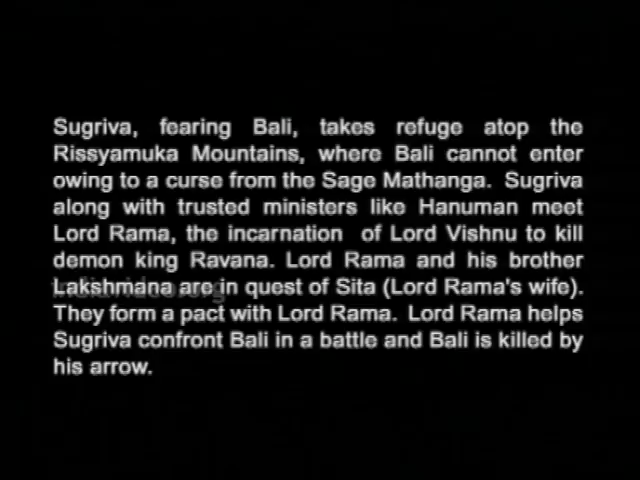 Sugriva, fearing Bali, takes refuge atop the
Rissyamuka Mountains, where Bali cannot enter
owing to a curse from the Sage Mathanga. Sugriva
along with trusted ministers like Hanuman meet
Lord Rama, the incarnation of Lord Vishnu to kill
demon king Ravana. Lord Rama and his brother
Lakshmana are in quest of Sita (Lord Rama's wife).
They form a pact with Lord Rama. Lord Rama helps
Sugriva confront Bali in a battle and Bali is killed by
his arrow.